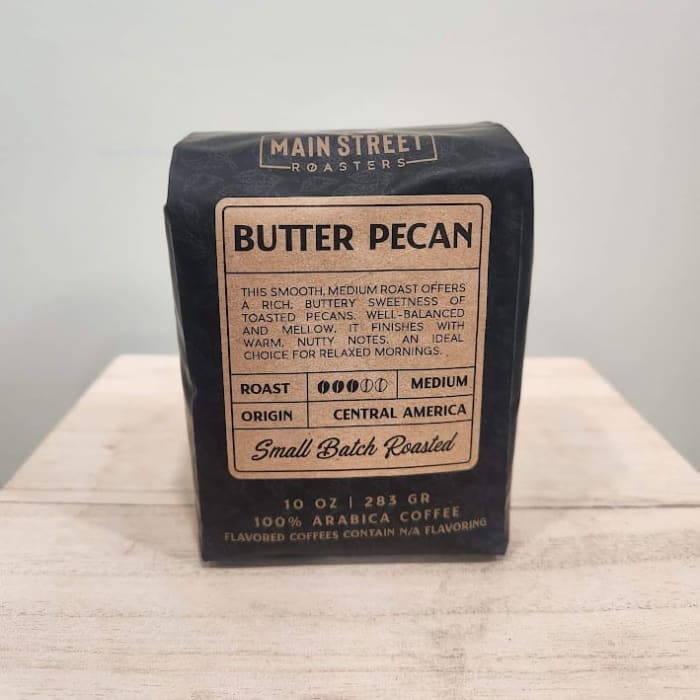 MAIN STREET
ROASTERS
BUTTER PECAN
THIS SMOOTH, MEDIUM ROAST OFFERS
A RICH, BUTTERY SWEETNESS OF
TOASTED PECANS. WELL-BALANCED
AND MELLOW, IT FINISHES WITH
WARM, NUTTY NOTES. AN IDEAL
CHOICE FOR RELAXED MORNINGS.
ROAST MEDIUM
ORIGIN CENTRAL AMERICA
Small Batch Roasted
10 OZ | 283 GR
100% ARABICA COFFEE
FLAVORED COFFEES CONTAIN N/A FLAVORING